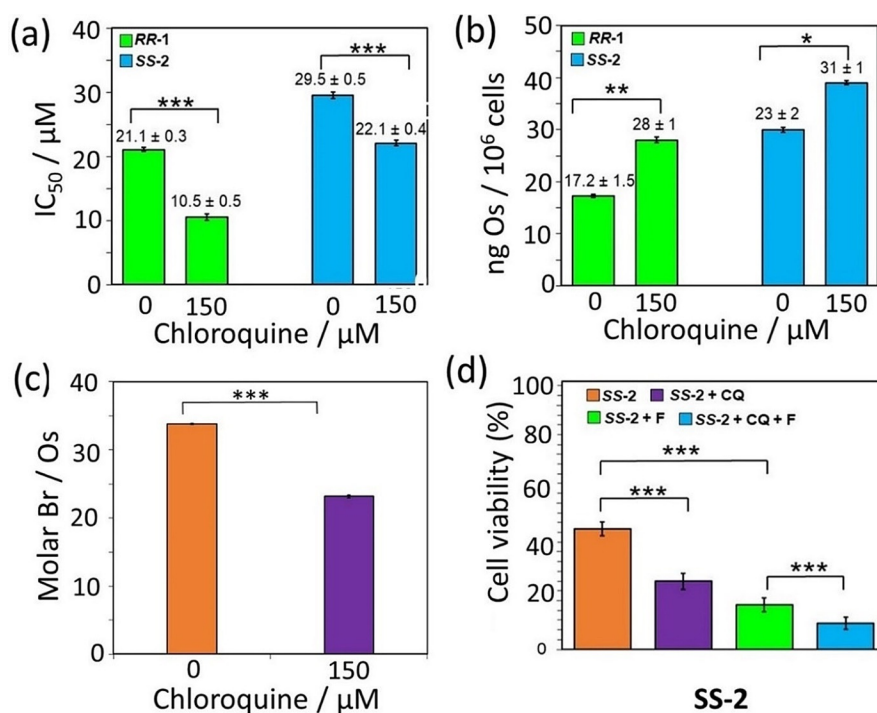 (a)
RR-1
SS-2
***
***
29.5 ± 0.5
21.1 ± 0.3
22.1 ± 0.4
10.5 ± 0.5
40
30
20
10
0
IC50 / μM
0 150 0 150
Chloroquine / μM
(b)
RR-1
SS-2
**
*
31 ± 1
28 ± 1
23 ± 2
17.2 ± 1.5
50
40
30
20
10
0
ng Os / 10⁶ cells
0 150 0 150
Chloroquine / μM
(c)
***
40
30
20
10
0
Molar Br / Os
0 150
Chloroquine / μM
(d)
SS-2 SS-2 + CQ
SS-2 + F SS-2 + CQ + F
***
***
***
100
80
60
40
20
0
Cell viability (%)
SS-2